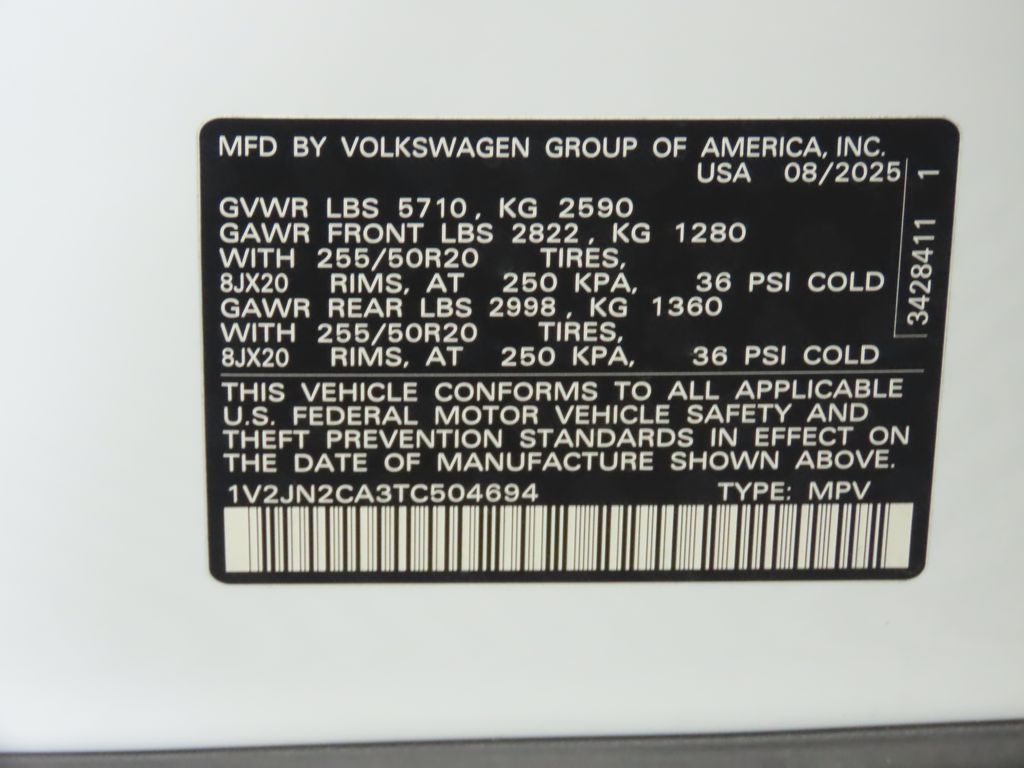 MFD BY VOLKSWAGEN GROUP OF AMERICA, INC.
USA 08/2025
GVWR LBS 5710, KG 2590
GAWR FRONT LBS 2822, KG 1280
WITH 255/50R20 TIRES,
8JX20 RIMS, AT 250 KPA, 36 PSI COLD
GAWR REAR LBS 2998, KG 1360
WITH 255/50R20 TIRES,
8JX20 RIMS, AT 250 KPA, 36 PSI COLD
THIS VEHICLE CONFORMS TO ALL APPLICABLE
U.S. FEDERAL MOTOR VEHICLE SAFETY AND
THEFT PREVENTION STANDARDS IN EFFECT ON
THE DATE OF MANUFACTURE SHOWN ABOVE.
1V2JN2CA3TC504694 TYPE: MPV
3428411 1